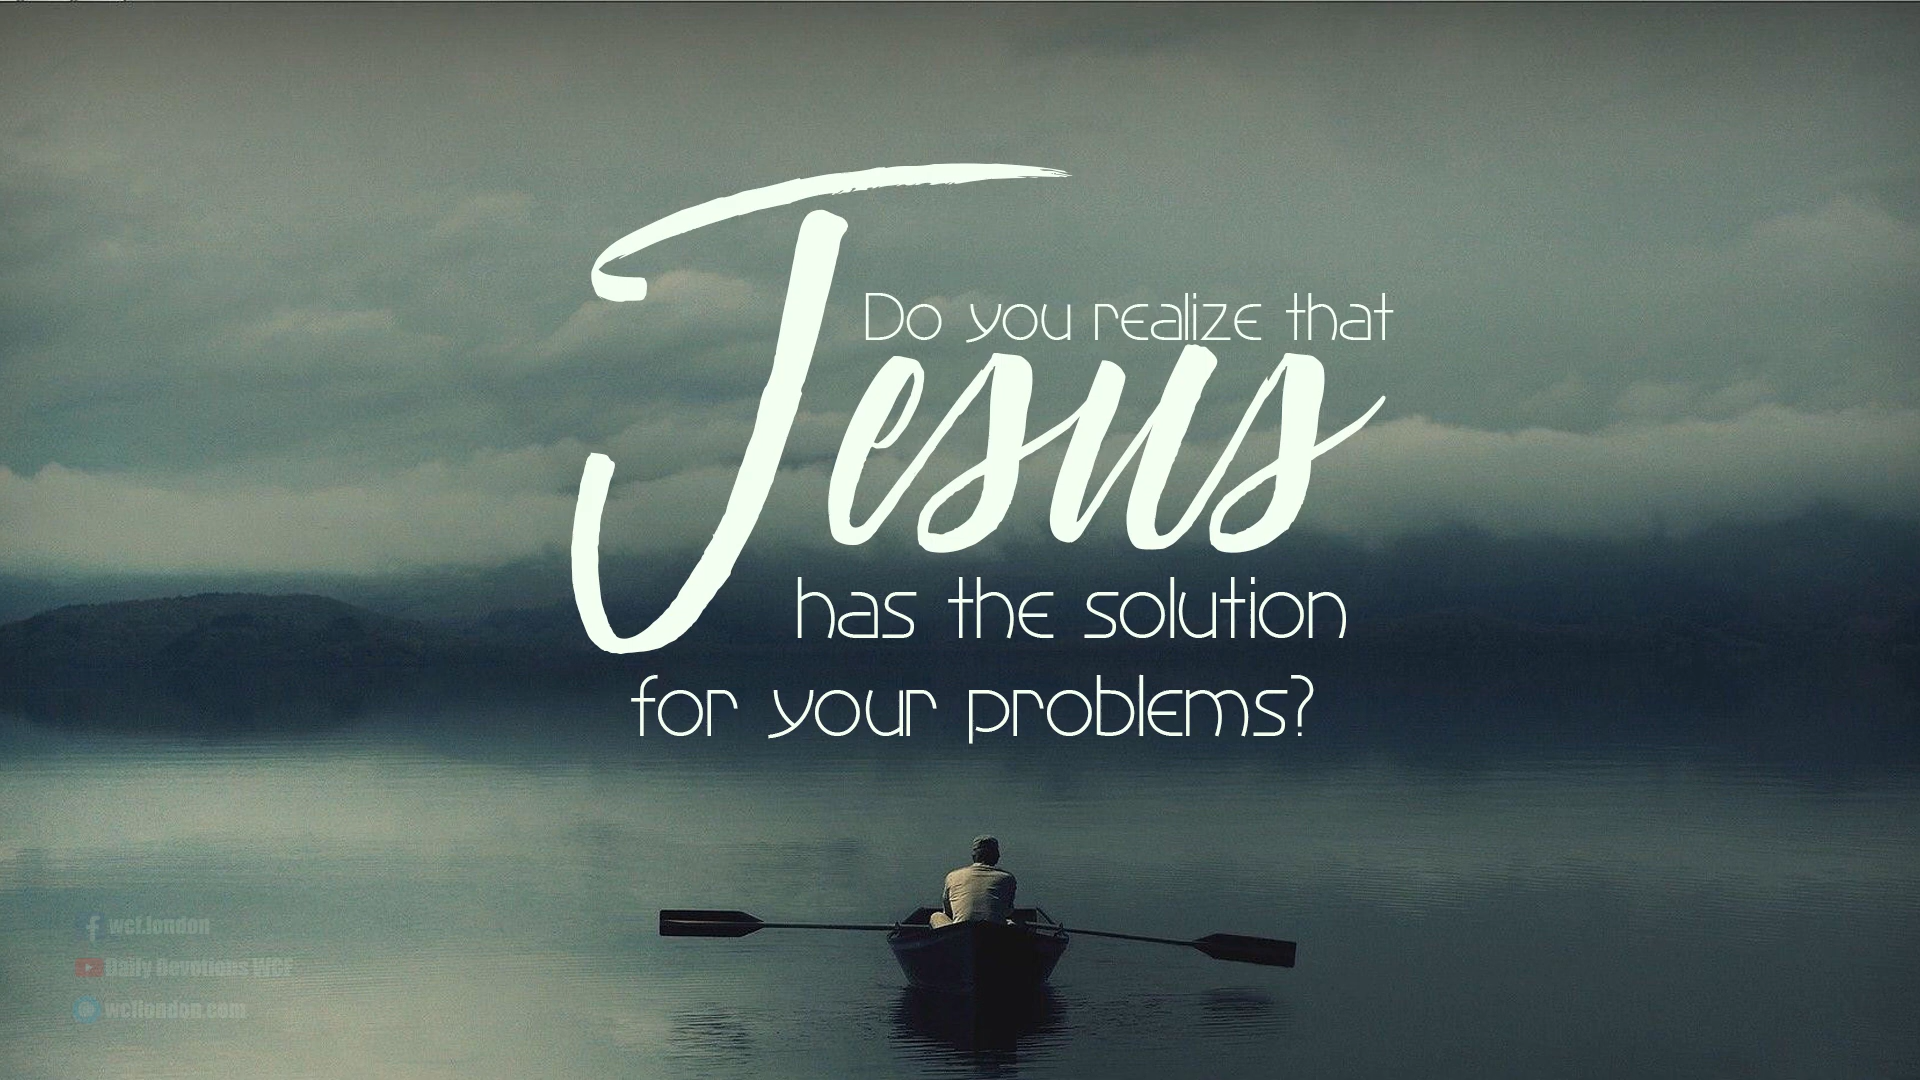 Do you realize that
Jesus
has the solution
for your problems?
wcf.london
Daily Devotions WCF
wcflondon.com